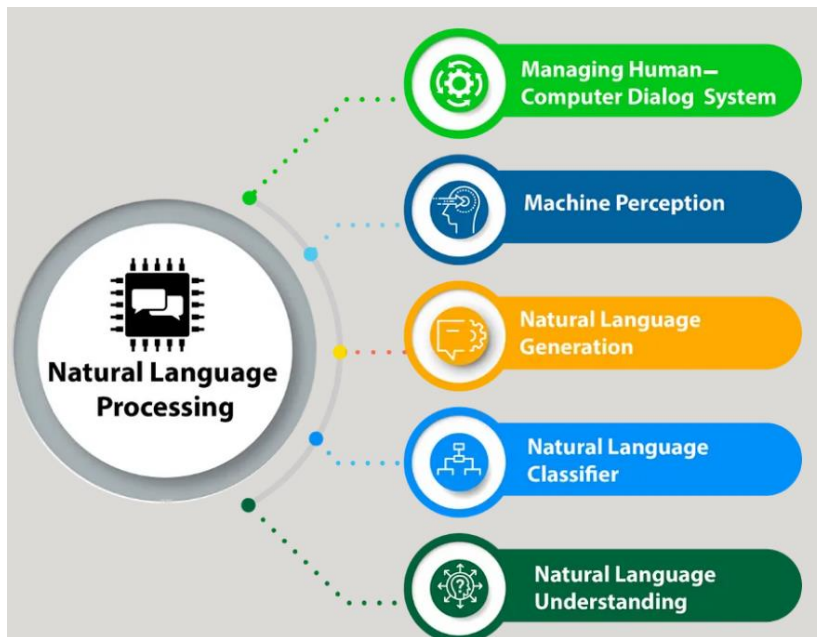 Managing Human–
Computer Dialog System
Machine Perception
Natural Language
Generation
Natural Language
Processing
Natural Language
Classifier
Natural Language
Understanding